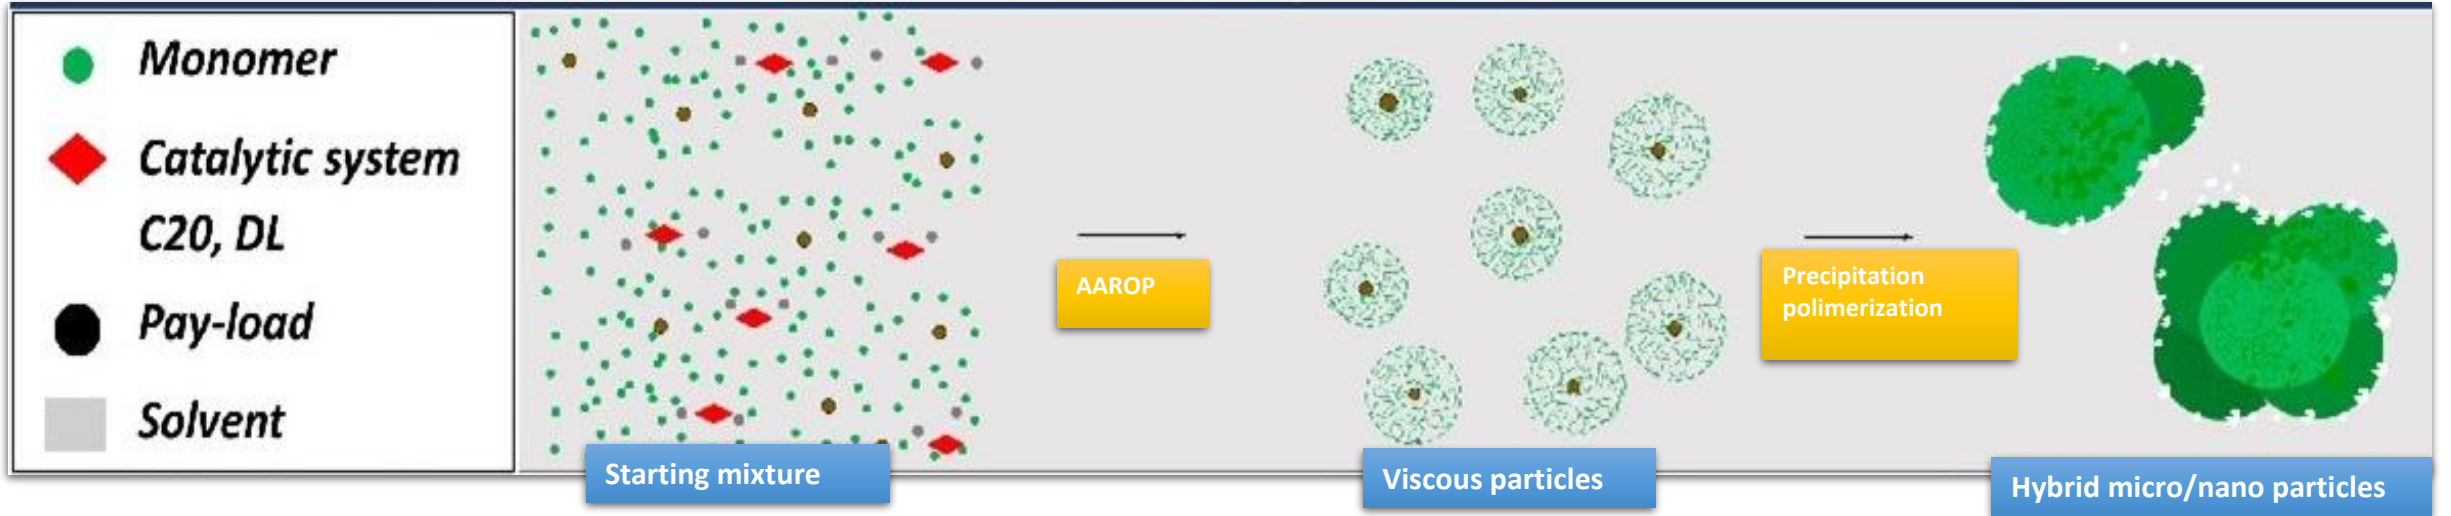 Monomer
Catalytic system
C20, DL
Pay-load
Solvent
Starting mixture
AAROP
Viscous particles
Precipitation
polimerization
Hybrid micro/nano particles